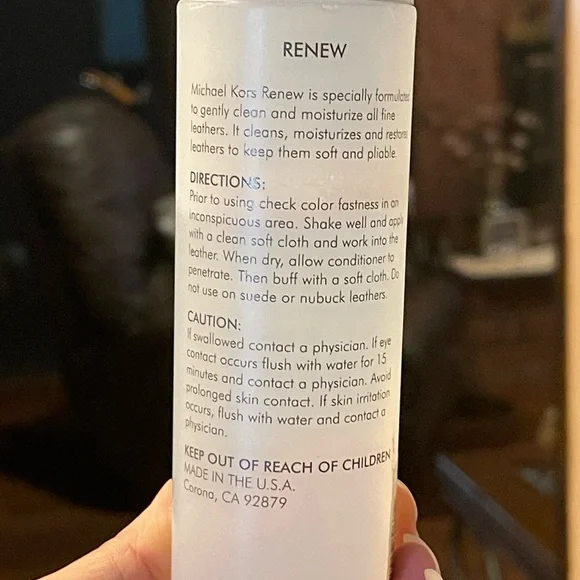 RENEW
Michael Kors Renew is specially formulated
to gently clean and moisturize all fine
leathers. It cleans, moisturizes and restores
leathers to keep them soft and pliable.
DIRECTIONS:
Prior to using check color fastness in an
inconspicuous area. Shake well and apply
with a clean soft cloth and work into the
leather. When dry, allow conditioner to
penetrate. Then buff with a soft cloth. Do
not use on suede or nubuck leathers.
CAUTION:
If swallowed contact a physician. If eye
contact occurs flush with water for 15
minutes and contact a physician. Avoid
prolonged skin contact. If skin irritation
occurs, flush with water and contact a
physician.
KEEP OUT OF REACH OF CHILDREN
MADE IN THE U.S.A.
Corona, CA 92879